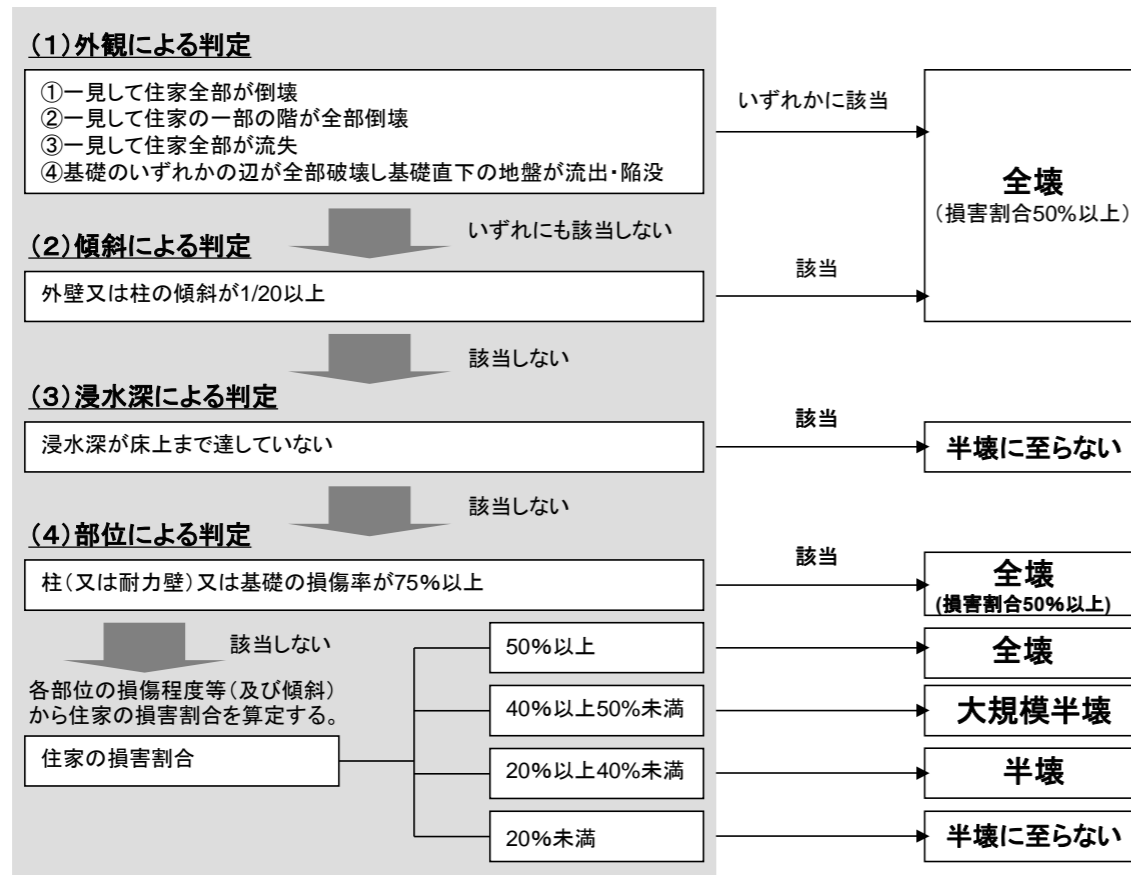 （１）外観による判定
①一見して住家全部が倒壊
②一見して住家の一部の階が全部倒壊
③一見して住家全部が流失
④基礎のいずれかの辺が全部破壊し基礎直下の地盤が流出・陥没
いずれかに該当
全壊
（損害割合50%以上）
いずれにも該当しない
（２）傾斜による判定
外壁又は柱の傾斜が1/20以上
該当
該当しない
（３）浸水深による判定
浸水深が床上まで達していない
該当
半壊に至らない
該当しない
（４）部位による判定
柱（又は耐力壁）又は基礎の損傷率が75%以上
該当
全壊
(損害割合50%以上)
該当しない
各部位の損傷程度等（及び傾斜）
から住家の損害割合を算定する。
住家の損害割合
50%以上
全壊
40%以上50%未満
大規模半壊
20%以上40%未満
半壊
20%未満
半壊に至らない